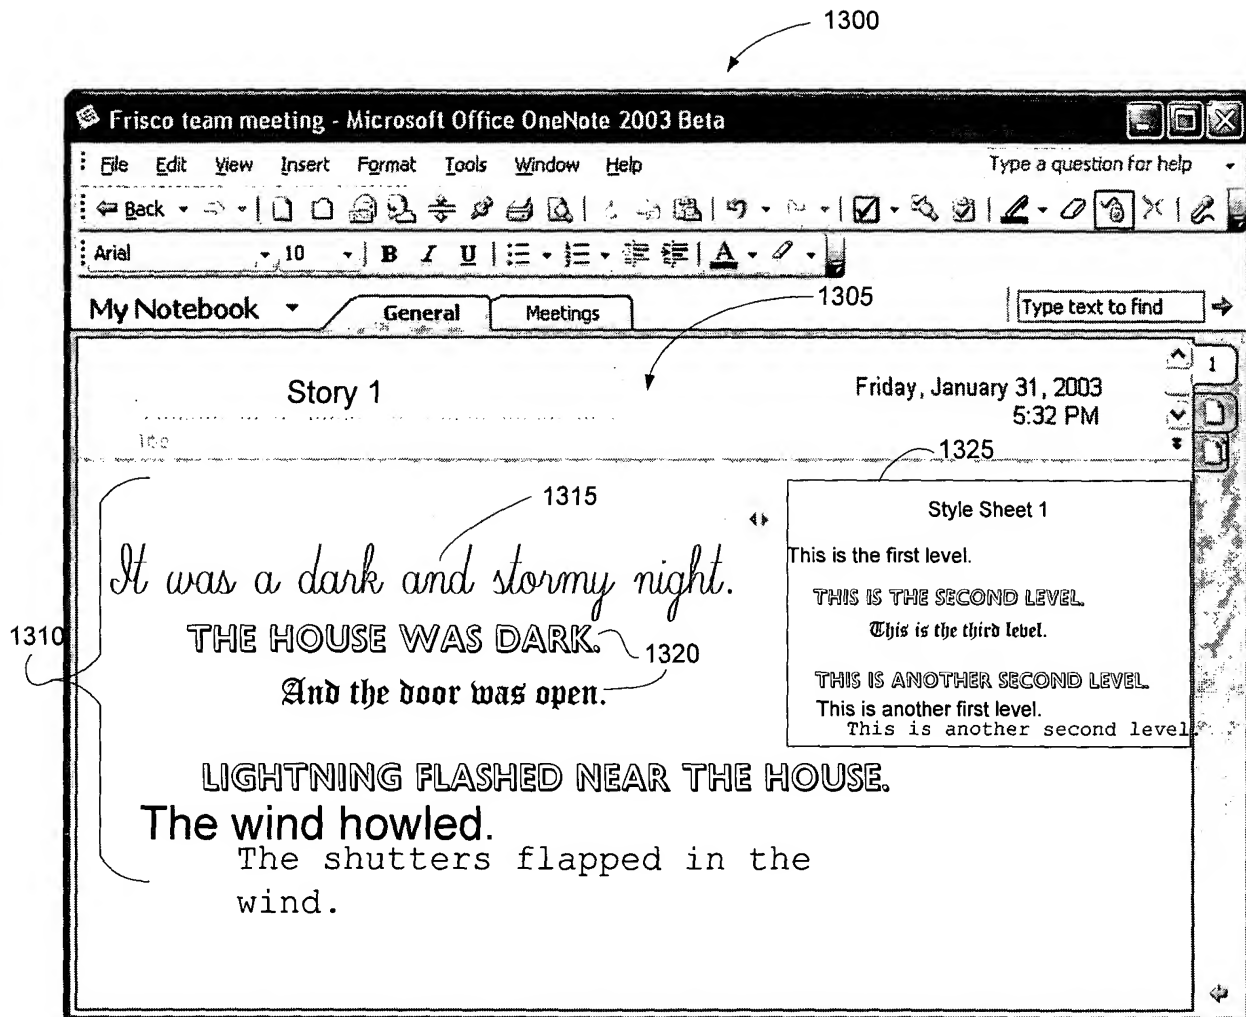 1300
Frisco team meeting - Microsoft Office OneNote 2003 Beta
File Edit View Insert Format Tools Window Help
Type a question for help
Back
Arial 10 B I U A
My Notebook General Meetings
1305
Type text to find
1
Story 1
Friday, January 31, 2003
5:32 PM
1325
1315
Style Sheet 1
This is the first level.
It was a dark and stormy night.
THIS IS THE SECOND LEVEL.
1310
THE HOUSE WAS DARK.
This is the third level.
1320
And the door was open.
THIS IS ANOTHER SECOND LEVEL.
This is another first level.
This is another second level.
LIGHTNING FLASHED NEAR THE HOUSE.
The wind howled.
The shutters flapped in the
wind.